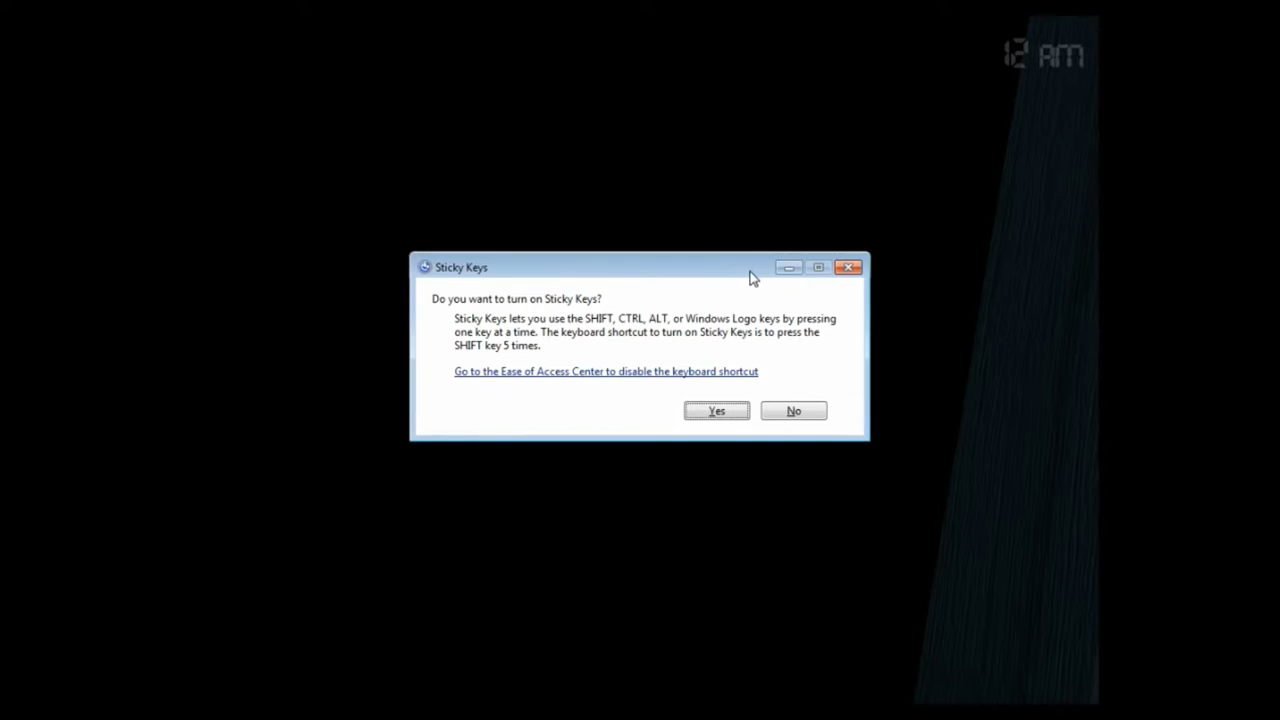 12 AM
Sticky Keys
Do you want to turn on Sticky Keys?
Sticky Keys lets you use the SHIFT, CTRL, ALT, or Windows Logo keys by pressing
one key at a time. The keyboard shortcut to turn on Sticky Keys is to press the
SHIFT key 5 times.
Go to the Ease of Access Center to disable the keyboard shortcut
Yes No